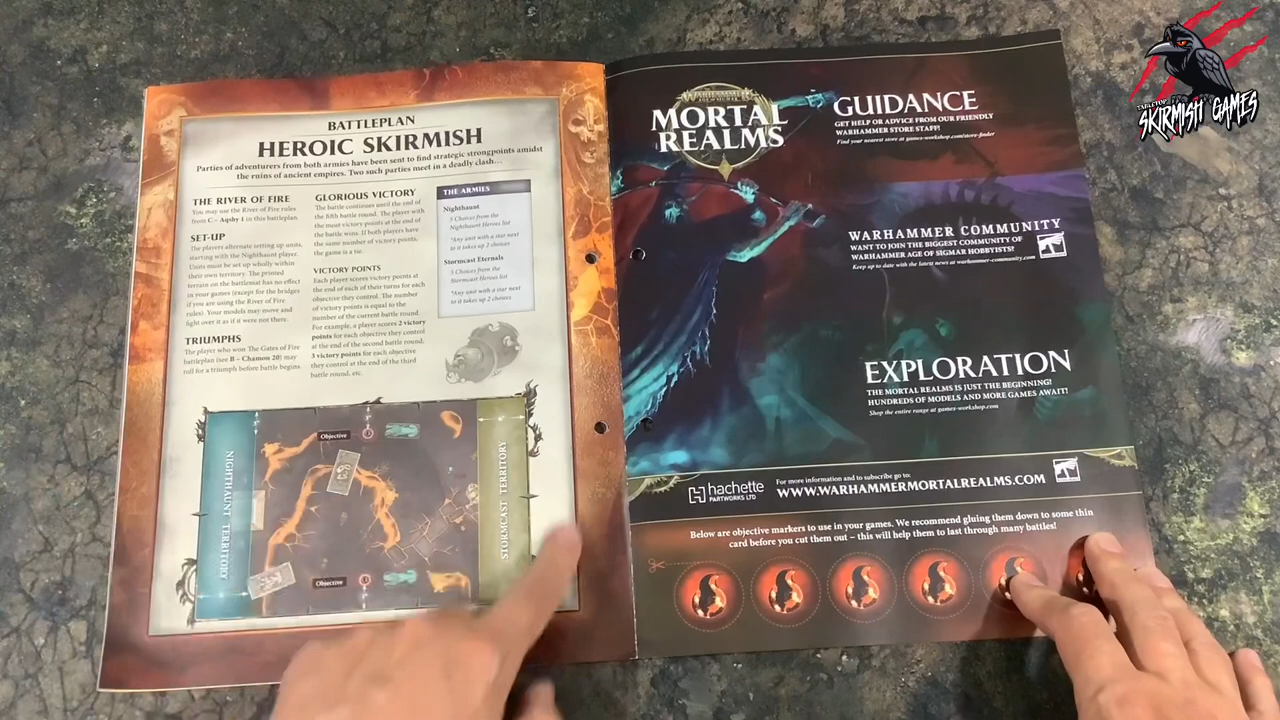 BATTLEPLAN
HEROIC SKIRMISH
Parties of adventurers from both armies have been sent to find strategic strongpoints amidst
the ruins of ancient empires. Two such parties meet in a deadly clash…
THE RIVER OF FIRE
You may use the River of Fire rules
from C – Aqshy 1 in this battleplan.
SET-UP
The players alternate setting up units,
starting with the Nighthaunt player.
Units must be set up wholly within
their own territory. The printed
terrain on the battlemat has no effect
in your games (except for the bridges
if you are using the River of Fire
rules). Your models may move and
fight over it as if it were not there.
TRIUMPHS
The player who won The Gates of Fire
battleplan (see B – Chamon 20) may
roll for a triumph before battle begins.
GLORIOUS VICTORY
The battle continues until the end of
the fifth battle round. The player with
the most victory points at the end of
the battle wins. If both players have
the same number of victory points,
the game is a tie.
VICTORY POINTS
Each player scores victory points at
the end of each of their turns for each
objective they control. The number
of victory points is equal to the
number of the current battle round.
For example, a player scores 2 victory
points for each objective they control
at the end of the second battle round,
3 victory points for each objective
they control at the end of the third
battle round, etc.
THE ARMIES
Nighthaunt
5 Choices from the
Nighthaunt Heroes list
*Any unit with a star next
to it takes up 2 choices
Stormcast Eternals
5 Choices from the
Stormcast Heroes list
*Any unit with a star next
to it takes up 2 choices
NIGHTHAUNT TERRITORY
Objective
Objective
STORMCAST TERRITORY
WARHAMMER
MORTAL
REALMS
GUIDANCE
GET HELP OR ADVICE FROM OUR FRIENDLY
WARHAMMER STORE STAFF!
Find your nearest store at games-workshop.com/store-finder
WARHAMMER COMMUNITY
WANT TO JOIN THE BIGGEST COMMUNITY OF
WARHAMMER AGE OF SIGMAR HOBBYISTS?
Keep up to date with the latest news at warhammer-community.com
EXPLORATION
THE MORTAL REALMS IS JUST THE BEGINNING!
HUNDREDS OF MODELS AND MORE GAMES AWAIT!
Shop the entire range at games-workshop.com
hachette
PARTWORKS LTD
For more information and to subscribe go to:
WWW.WARHAMMERMORTALREALMS.COM
Below are objective markers to use in your games. We recommend gluing them down to some thin
card before you cut them out – this will help them to last through many battles!
TABLETOP
SKIRMISH GAMES